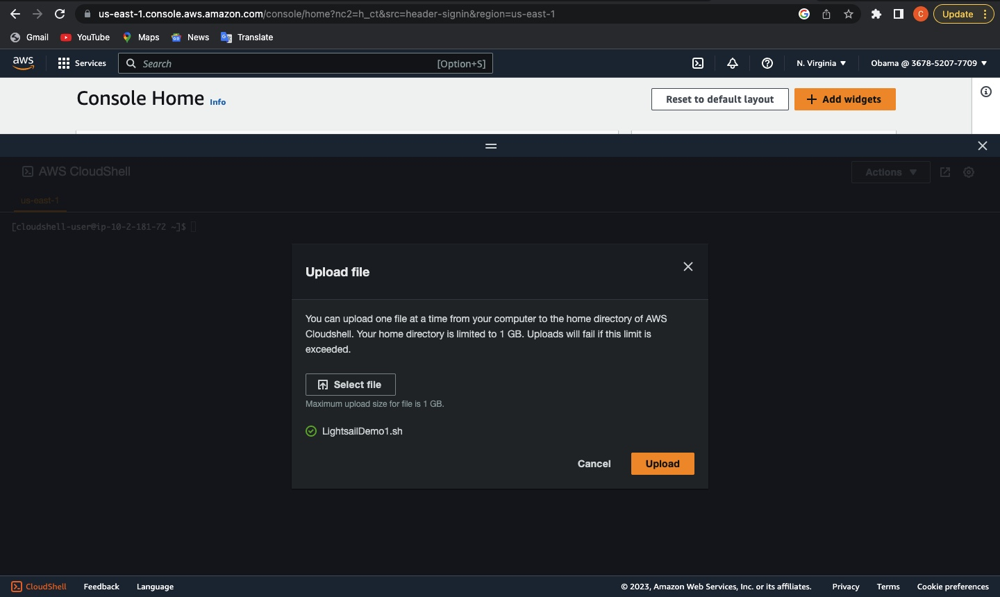 us-east-1.console.aws.amazon.com/console/home?nc2=h_ct&src=header-signin&region=us-east-1
C
Update
Gmail
YouTube
Maps
News
Translate
aws
Services
Search
[Option+S]
N. Virginia
Obama @ 3678-5207-7709
Console Home Info
Reset to default layout
Add widgets
AWS CloudShell
Actions
us-east-1
[cloudshell-user@ip-10-2-181-72 ~]$
Upload file
You can upload one file at a time from your computer to the home directory of AWS
Cloudshell. Your home directory is limited to 1 GB. Uploads will fail if this limit is
exceeded.
Select file
Maximum upload size for file is 1 GB.
LightsailDemo1.sh
Cancel
Upload
CloudShell
Feedback
Language
© 2023, Amazon Web Services, Inc. or its affiliates.
Privacy
Terms
Cookie preferences